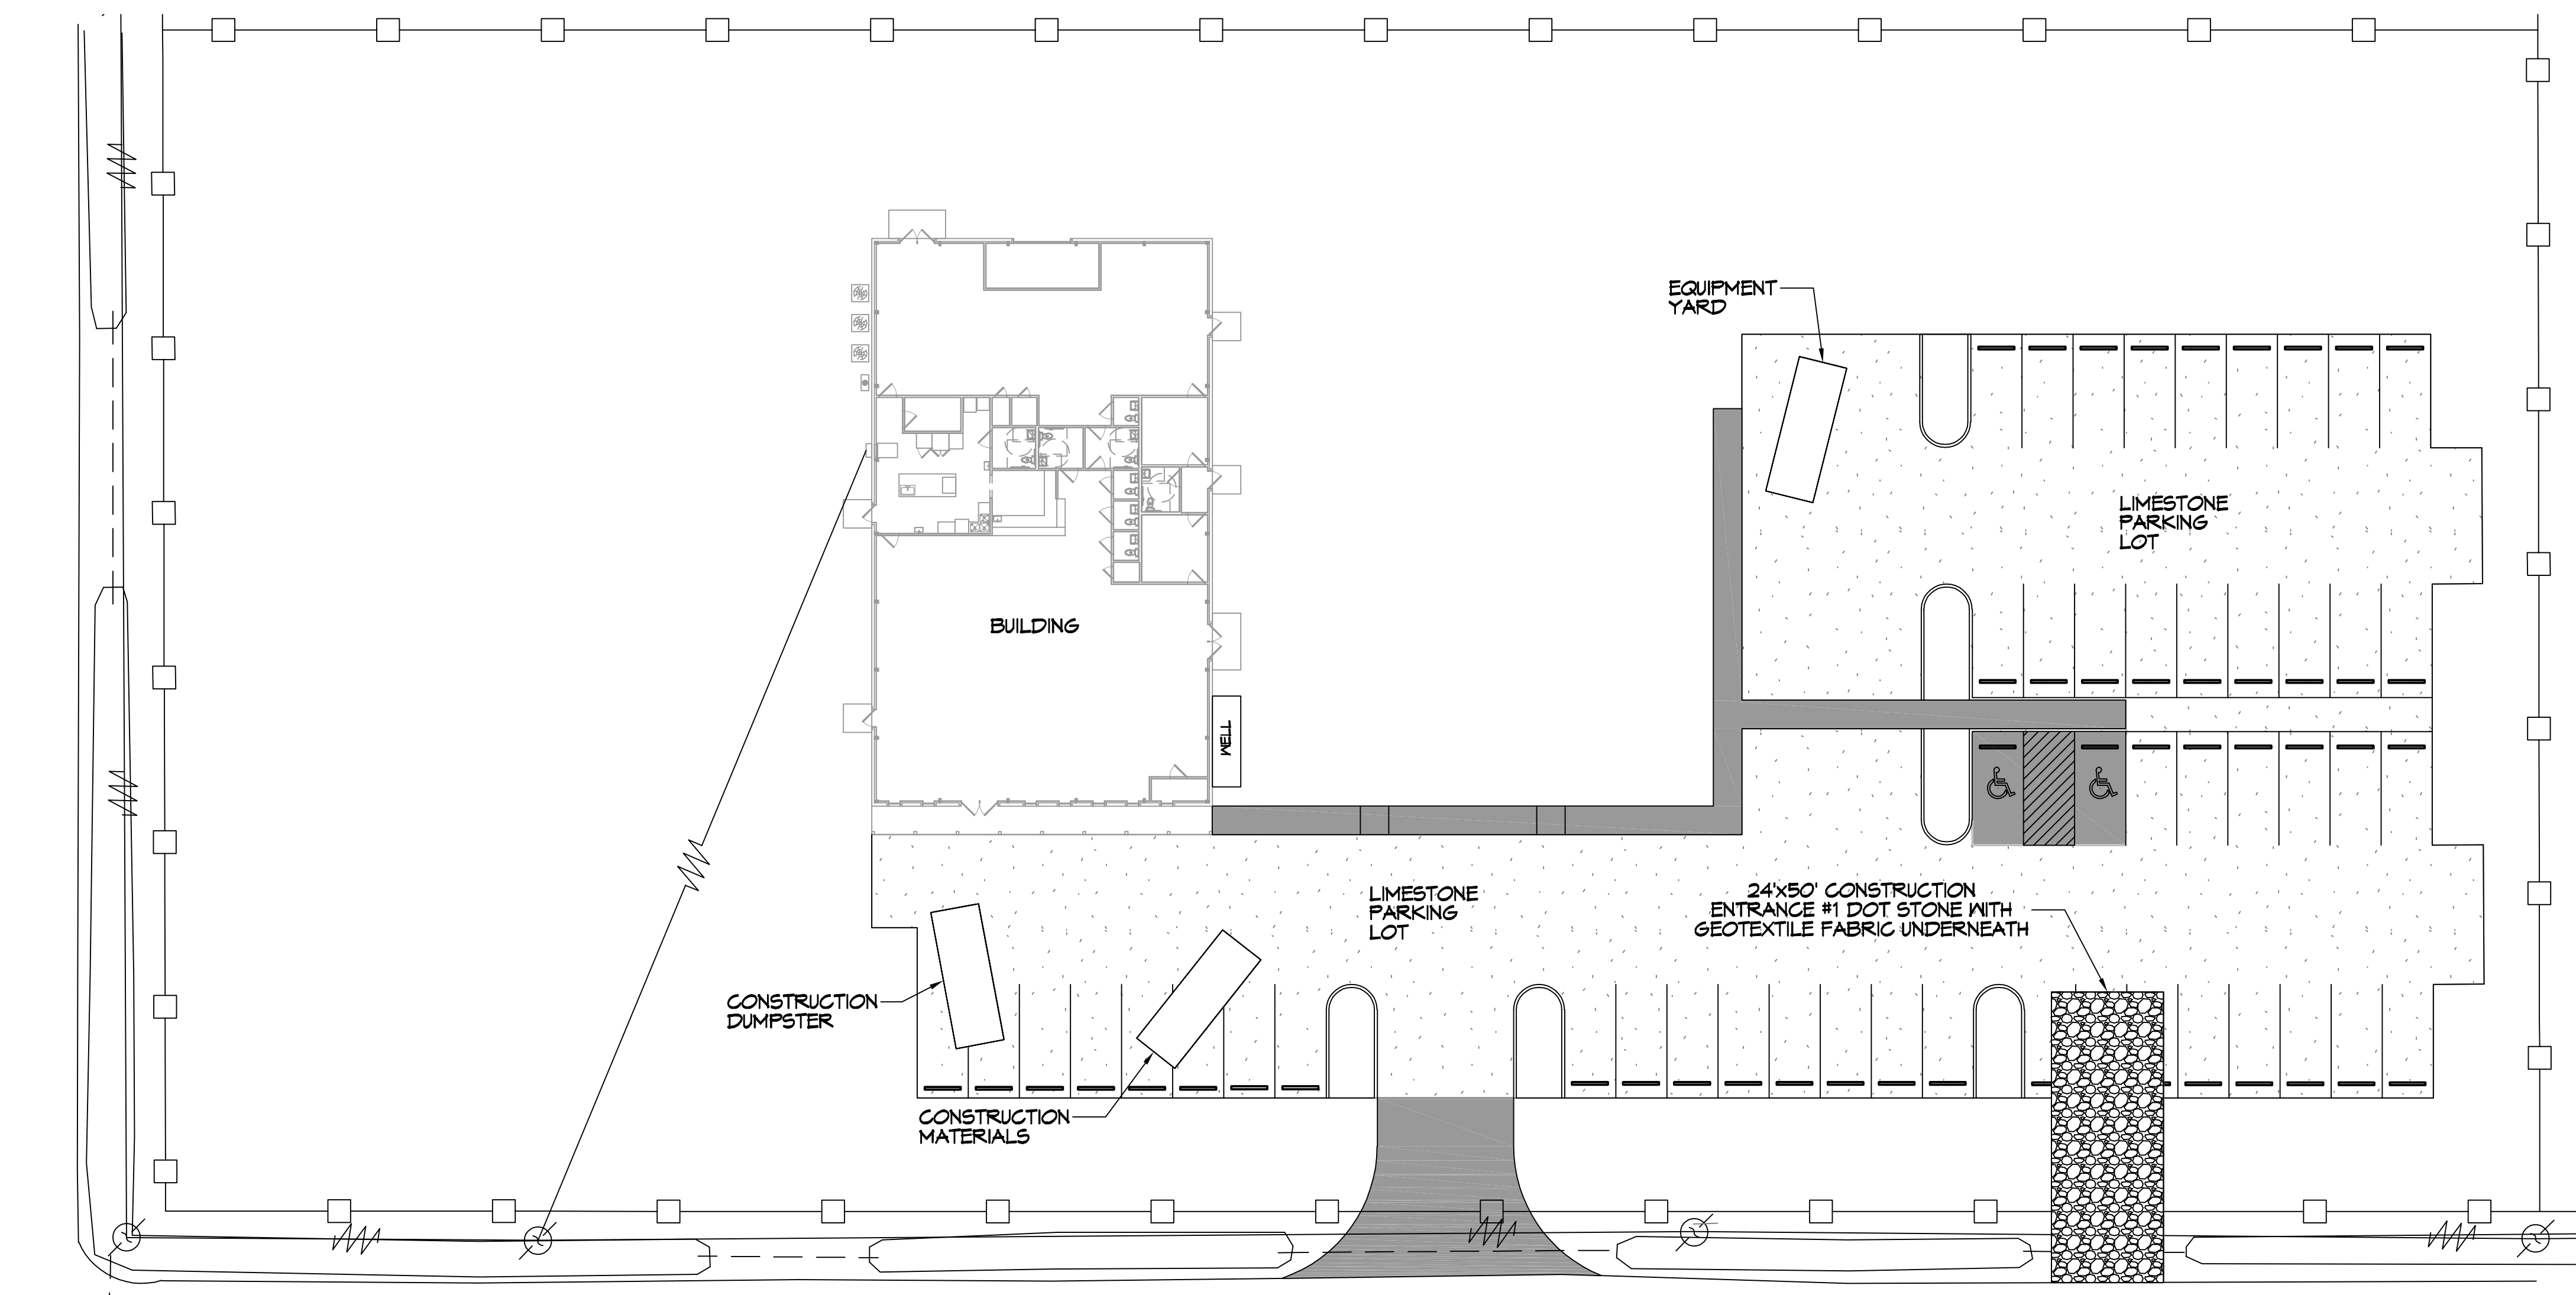 EQUIPMENT
YARD
LIMESTONE
PARKING
LOT
BUILDING
WELL
LIMESTONE
PARKING
LOT
24'x50' CONSTRUCTION
ENTRANCE #1 DOT STONE WITH
GEOTEXTILE FABRIC UNDERNEATH
CONSTRUCTION
DUMPSTER
CONSTRUCTION
MATERIALS